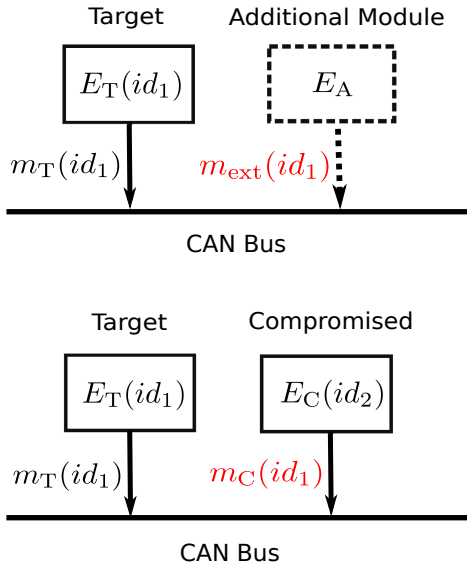 Target Additional Module
E_T(id_1) E_A
m_T(id_1) m_ext(id_1)
CAN Bus
Target Compromised
E_T(id_1) E_C(id_2)
m_T(id_1) m_C(id_1)
CAN Bus